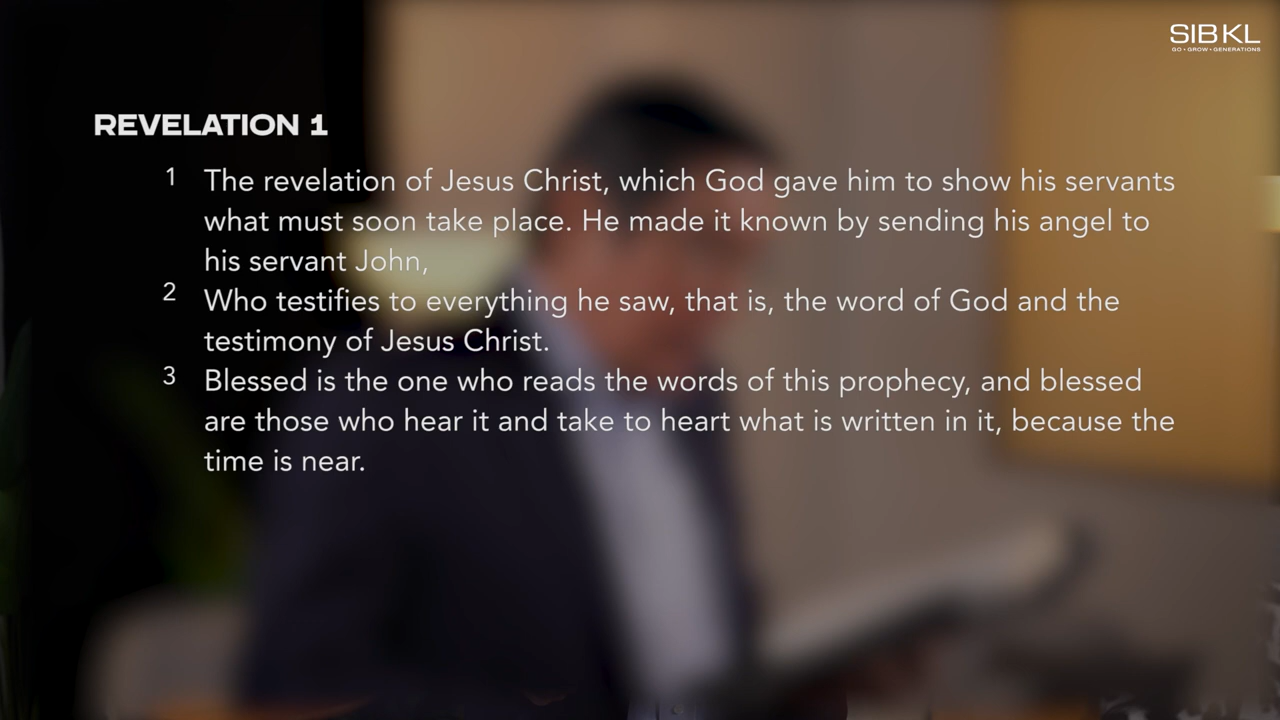 SIBKL
GO • GROW • GENERATIONS
REVELATION 1
1 The revelation of Jesus Christ, which God gave him to show his servants
what must soon take place. He made it known by sending his angel to
his servant John,
2 Who testifies to everything he saw, that is, the word of God and the
testimony of Jesus Christ.
3 Blessed is the one who reads the words of this prophecy, and blessed
are those who hear it and take to heart what is written in it, because the
time is near.